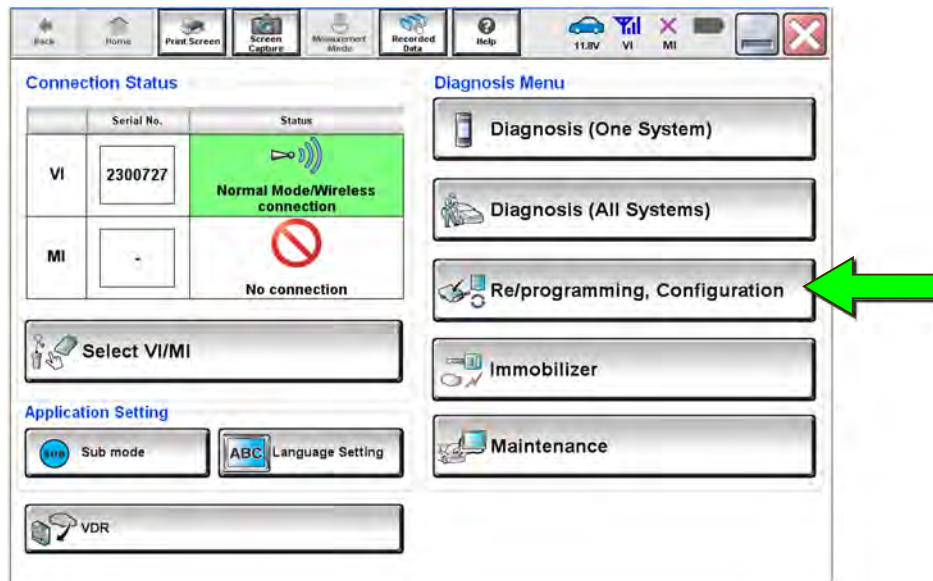 Back
Home
Print Screen
Screen
Capture
Measurement
Mode
Recorded
Data
Help
11.8V
VI
MI
Connection Status
Serial No.
Status
VI
2300727
Normal Mode/Wireless
connection
MI
-
No connection
Select VI/MI
Application Setting
SUB
Sub mode
ABC
Language Setting
VDR
Diagnosis Menu
Diagnosis (One System)
Diagnosis (All Systems)
Re/programming, Configuration
Immobilizer
Maintenance